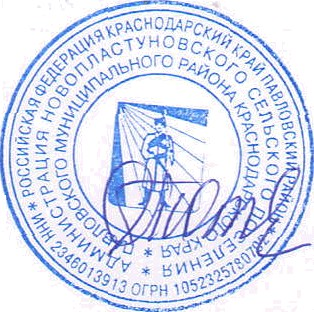 РОССИЙСКАЯ ФЕДЕРАЦИЯ КРАСНОДАРСКИЙ КРАЙ ПАВЛОВСКИЙ РАЙОН
ИНН 2346013913 ОГРН
АДМИНИСТРАЦИЯ НОВОПЛАСТУНОВСКОГО СЕЛЬСКОГО ПОСЕЛЕНИЯ
ПАВЛОВСКОГО МУНИЦИПАЛЬНОГО РАЙОНА КРАСНОДАРСКОГО КРАЯ